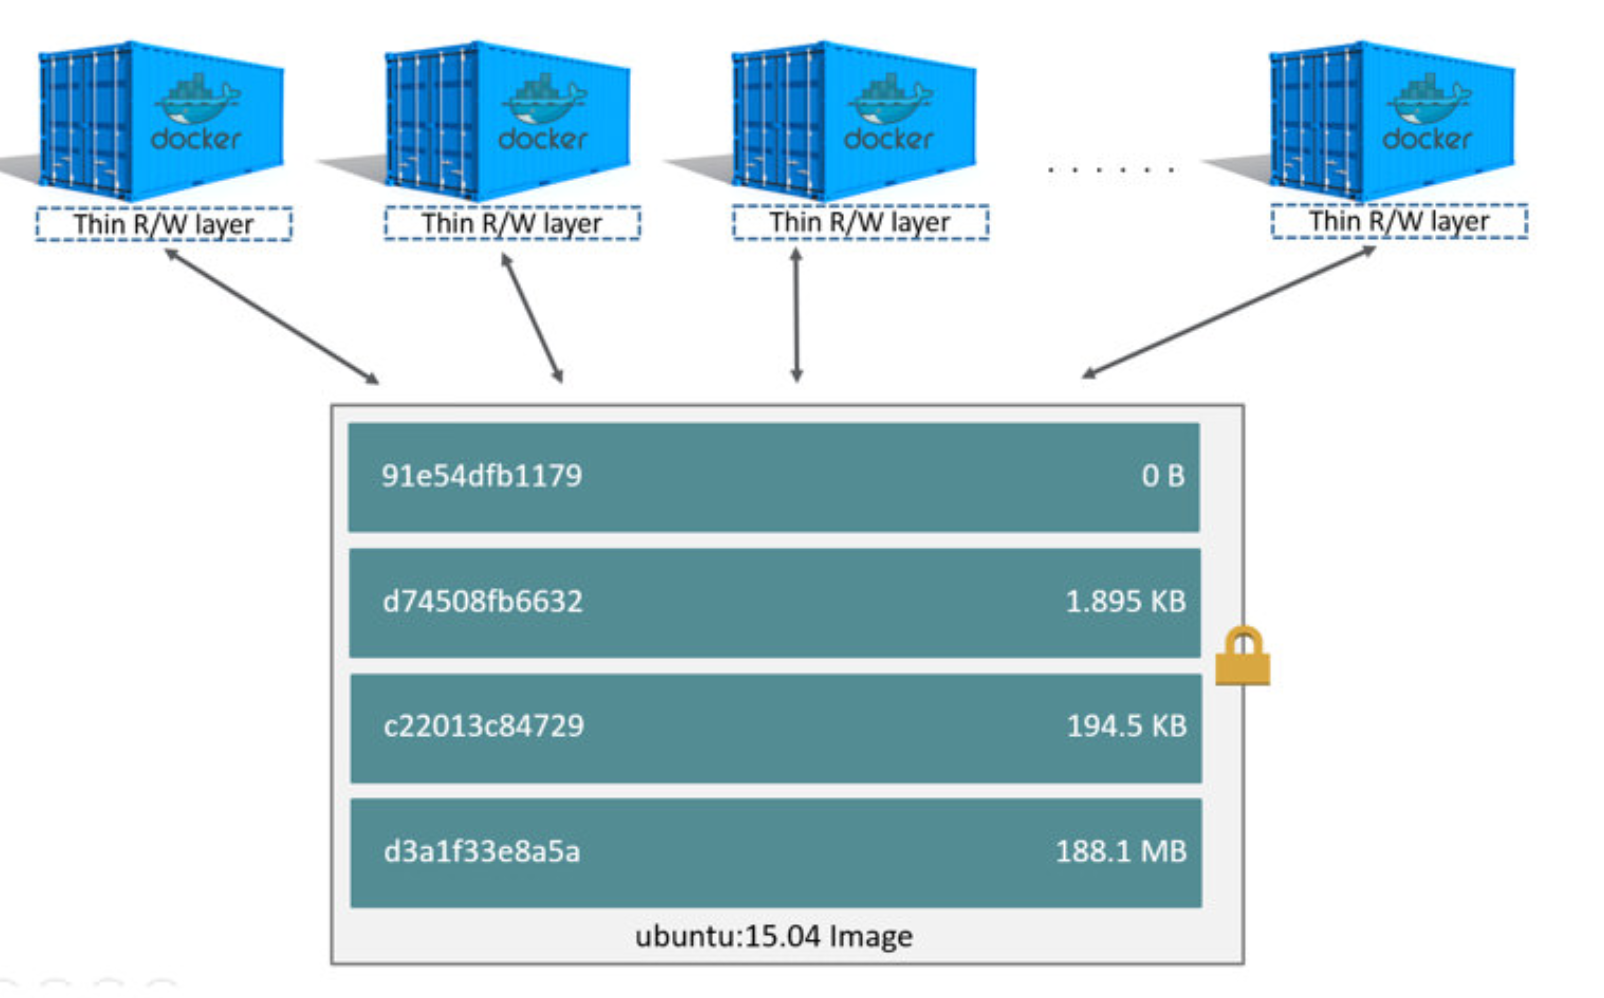 docker docker docker docker
Thin R/W layer Thin R/W layer Thin R/W layer ...... Thin R/W layer
91e54dfb1179 0 B
d74508fb6632 1.895 KB
c22013c84729 194.5 KB
d3a1f33e8a5a 188.1 MB
ubuntu:15.04 Image